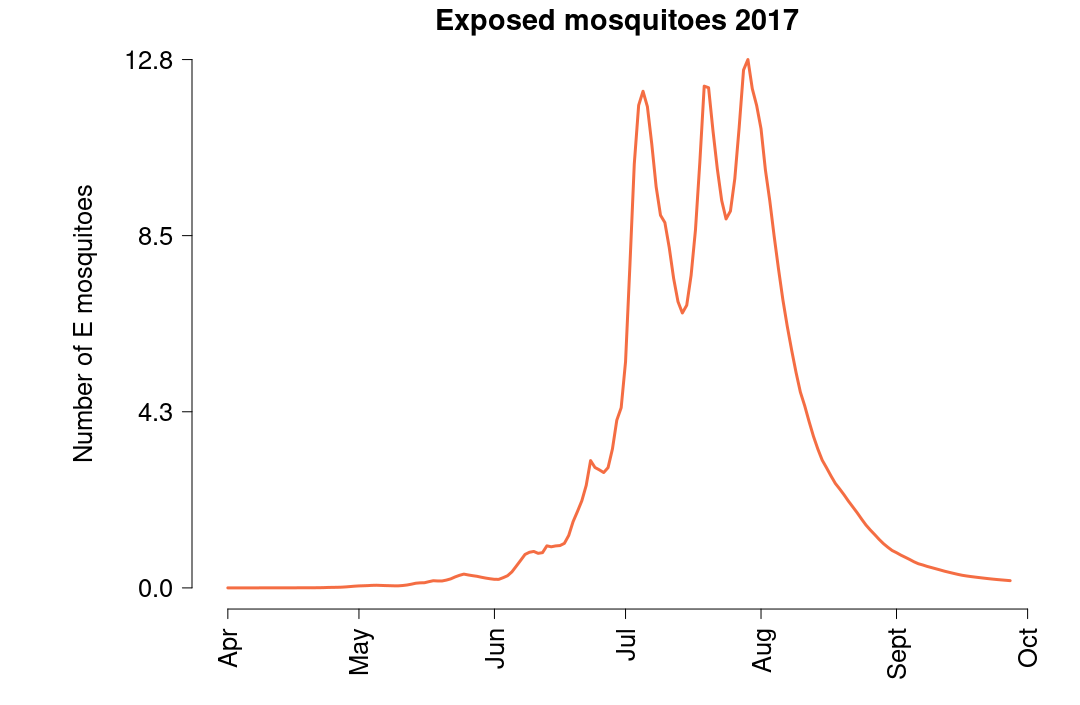 Exposed mosquitoes 2017
Number of E mosquitoes
12.8
8.5
4.3
0.0
Apr
May
Jun
Jul
Aug
Sept
Oct